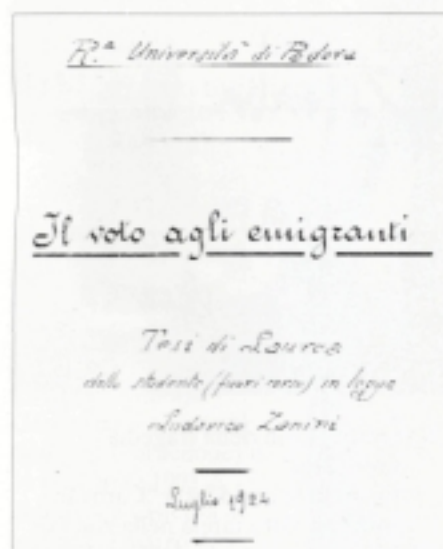 R.ª Università di Padova
Il voto agli emigranti
Tesi di Laurea
dello studente (fuori corso) in legge
Ludovico Zanini
Luglio 1924